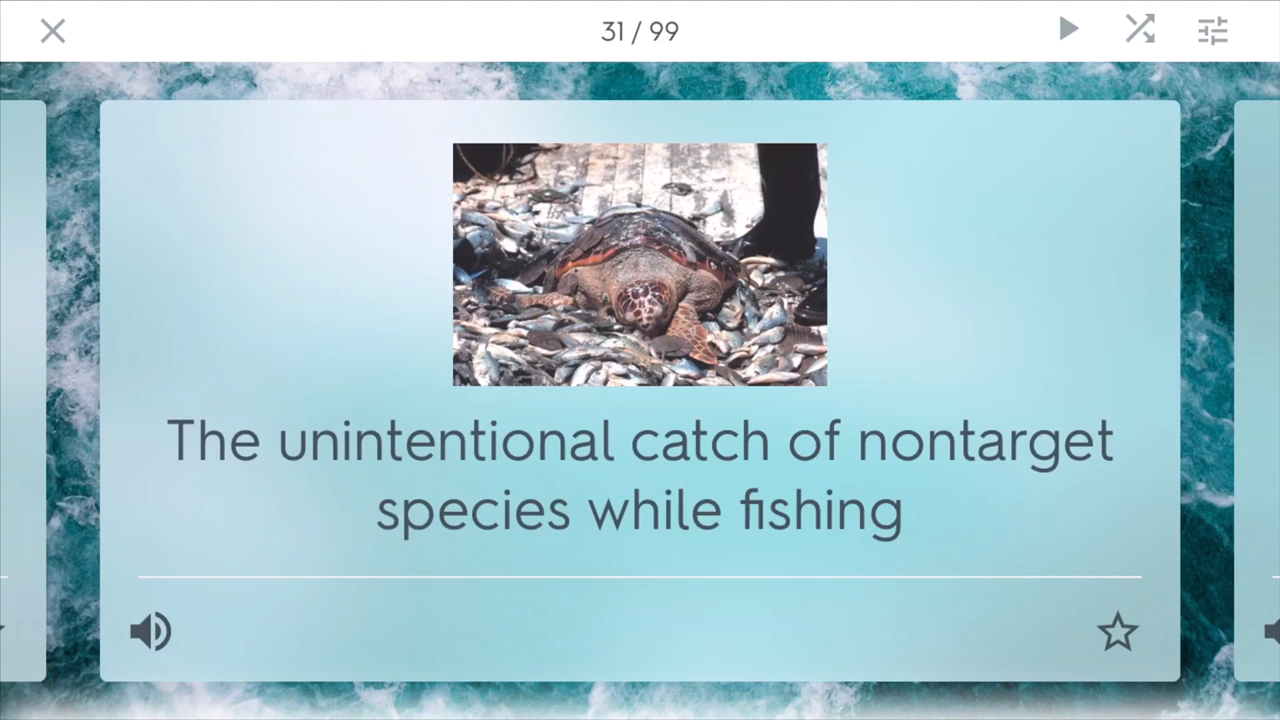 31 / 99
The unintentional catch of nontarget
species while fishing